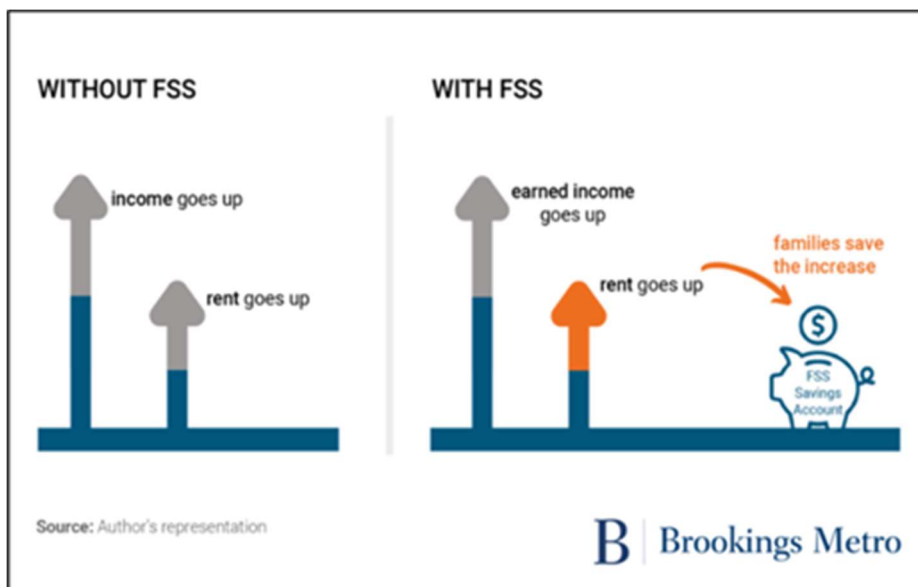 WITHOUT FSS
income goes up
rent goes up
WITH FSS
earned income
goes up
rent goes up
families save
the increase
$
FSS
Savings
Account
Source: Author's representation
B | Brookings Metro